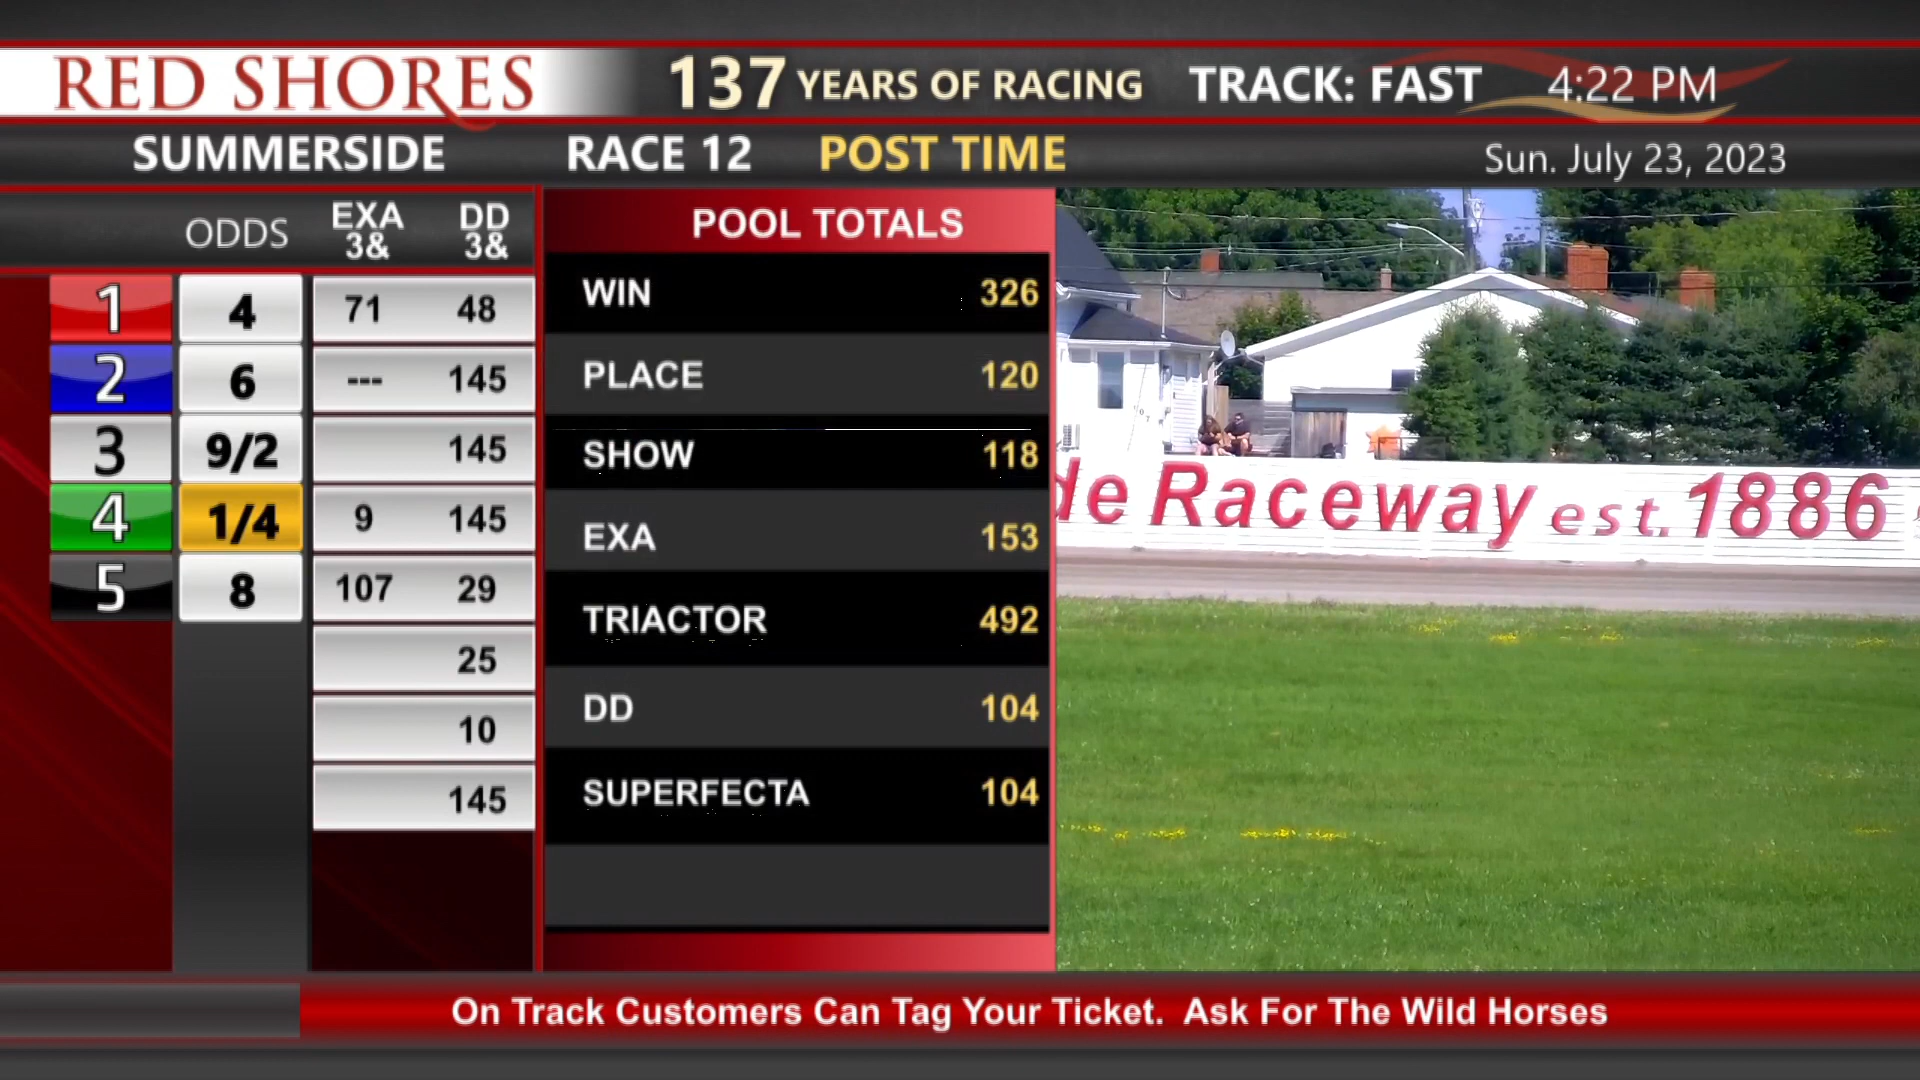 RED SHORES
137 YEARS OF RACING
TRACK: FAST
4:22 PM
SUMMERSIDE
RACE 12
POST TIME
Sun. July 23, 2023
ODDS EXA 3& DD 3&
1 4 71 48
2 6 --- 145
3 9/2 145
4 1/4 9 145
5 8 107 29
25
10
145
POOL TOTALS
WIN 326
PLACE 120
SHOW 118
EXA 153
TRIACTOR 492
DD 104
SUPERFECTA 104
de Raceway est. 1886
On Track Customers Can Tag Your Ticket. Ask For The Wild Horses